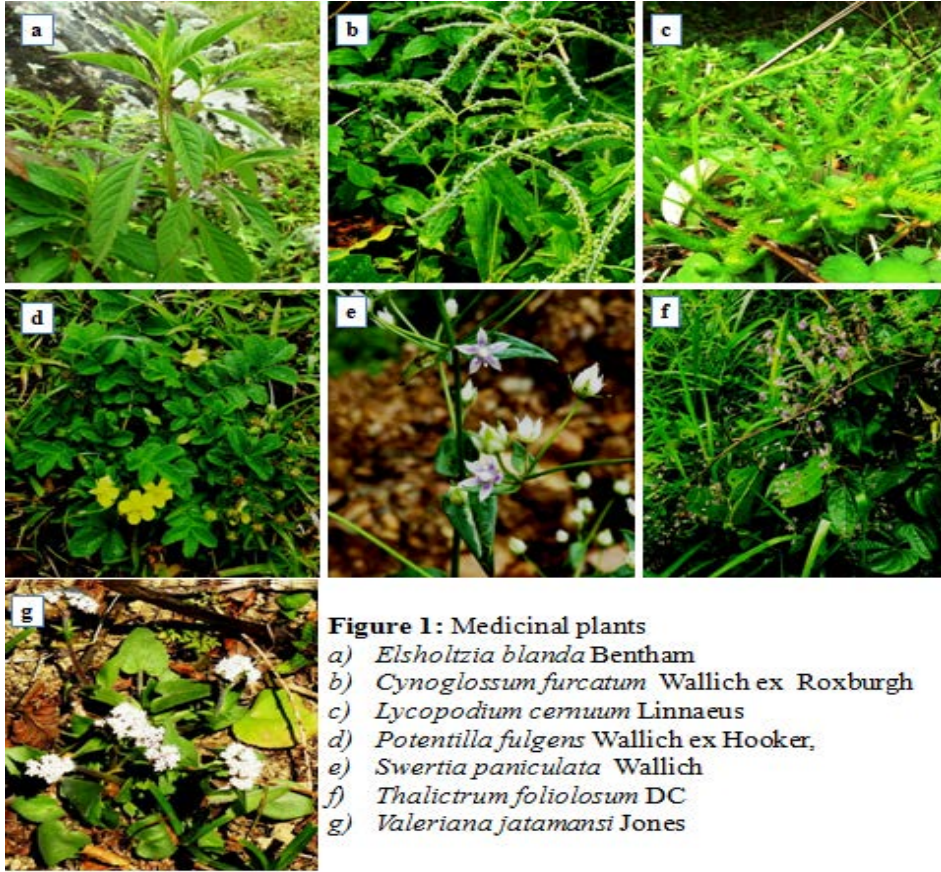 a
b
c
d
e
f
g
Figure 1: Medicinal plants
a) Elsholtzia blanda Bentham
b) Cynoglossum furcatum Wallich ex Roxburgh
c) Lycopodium cernuum Linnaeus
d) Potentilla fulgens Wallich ex Hooker,
e) Swertia paniculata Wallich
f) Thalictrum foliolosum DC
g) Valeriana jatamansi Jones